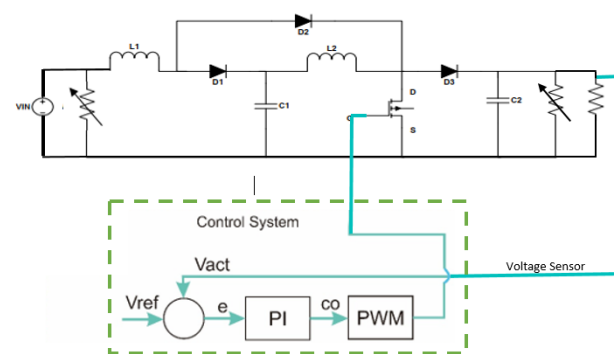 D2
L1
L2
D1
D3
D
VIN
+
-
C1
C2
G
S
Control System
Vact
Voltage Sensor
Vref
e
PI
co
PWM